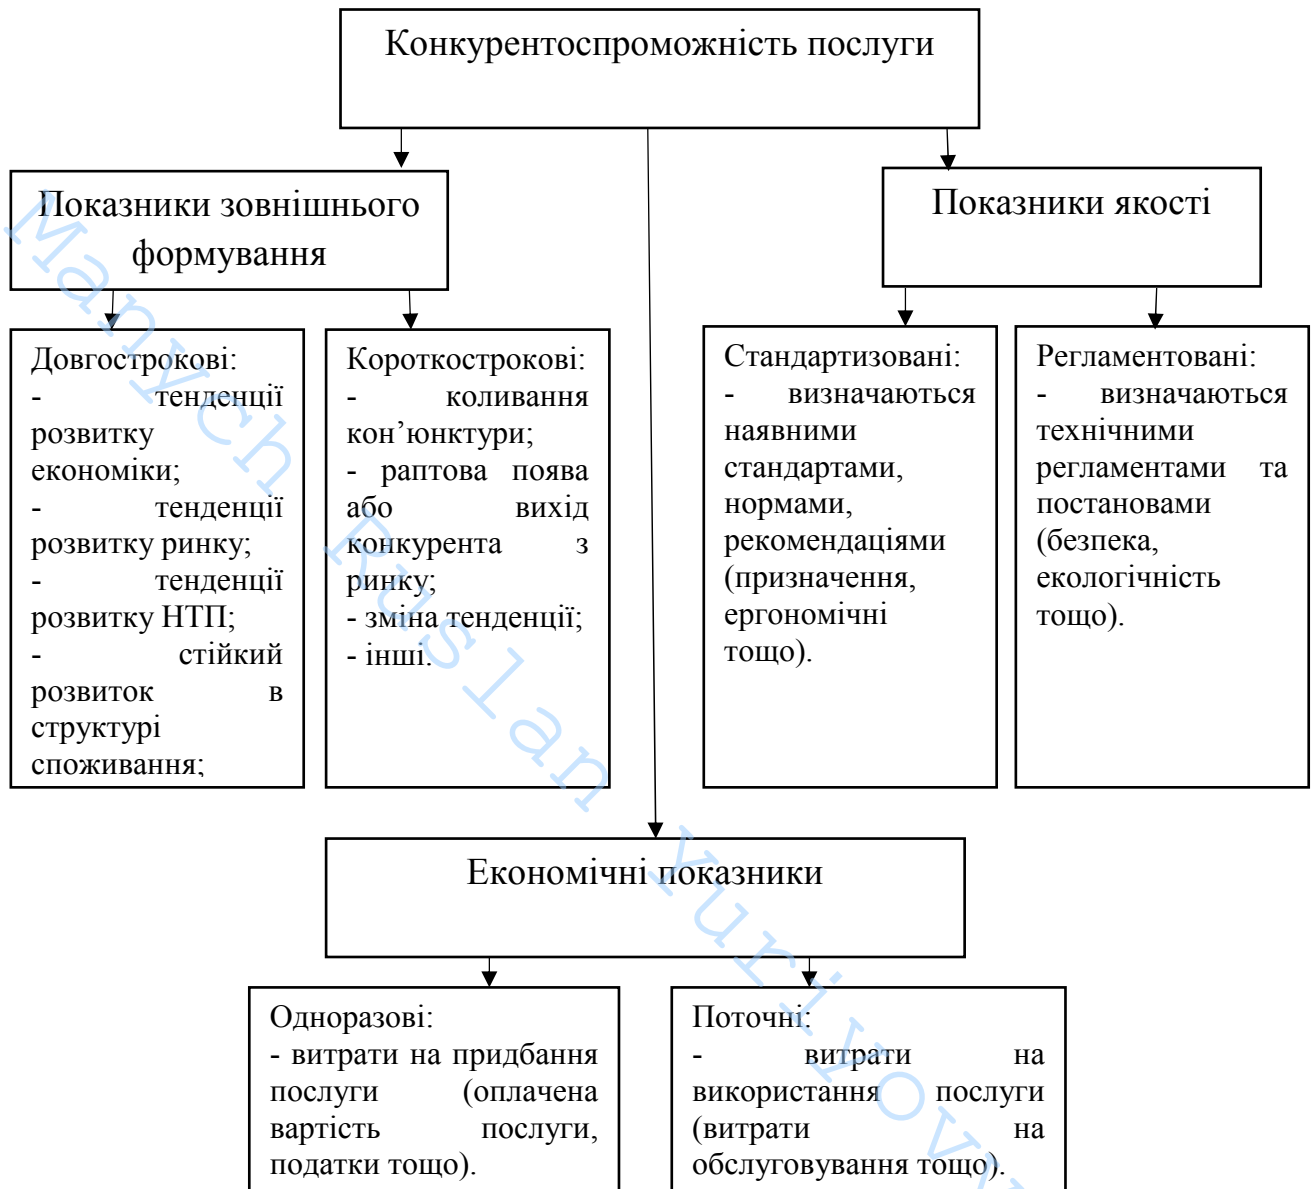 Конкурентоспроможність послуги
Показники зовнішнього
формування
Показники якості
Довгострокові:
- тенденції
розвитку
економіки;
- тенденції
розвитку ринку;
- тенденції
розвитку НТП;
- стійкий
розвиток в
структурі
споживання;
Короткострокові:
- коливання
кон’юнктури;
- раптова поява
або вихід
конкурента з
ринку;
- зміна тенденції;
- інші.
Стандартизовані:
- визначаються
наявними
стандартами,
нормами,
рекомендаціями
(призначення,
ергономічні
тощо).
Регламентовані:
- визначаються
технічними
регламентами та
постановами
(безпека,
екологічність
тощо).
Економічні показники
Одноразові:
- витрати на придбання
послуги (оплачена
вартість послуги,
податки тощо).
Поточні:
- витрати на
використання послуги
(витрати на
обслуговування тощо).
Manych Ruslan